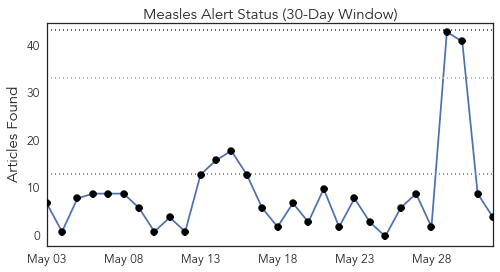 Measles Alert Status (30-Day Window)
Articles Found
40
30
20
10
0
May 03 May 08 May 13 May 18 May 23 May 28